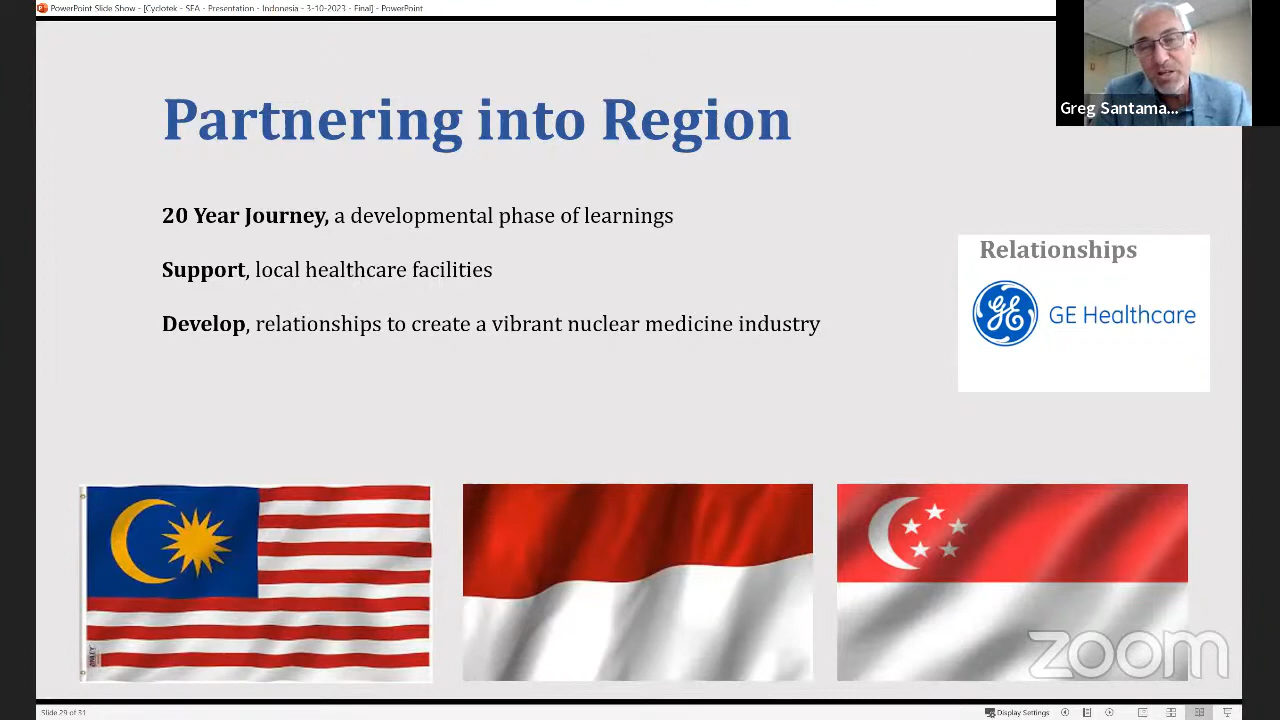 PowerPoint Slide Show - [Cyclotek - SEA - Presentation - Indonesia - 3-10-2023 - Final] - PowerPoint
Greg Santama...
Partnering into Region
20 Year Journey, a developmental phase of learnings
Support, local healthcare facilities
Develop, relationships to create a vibrant nuclear medicine industry
Relationships
GE Healthcare
zoom
Slide 29 of 31
Display Settings